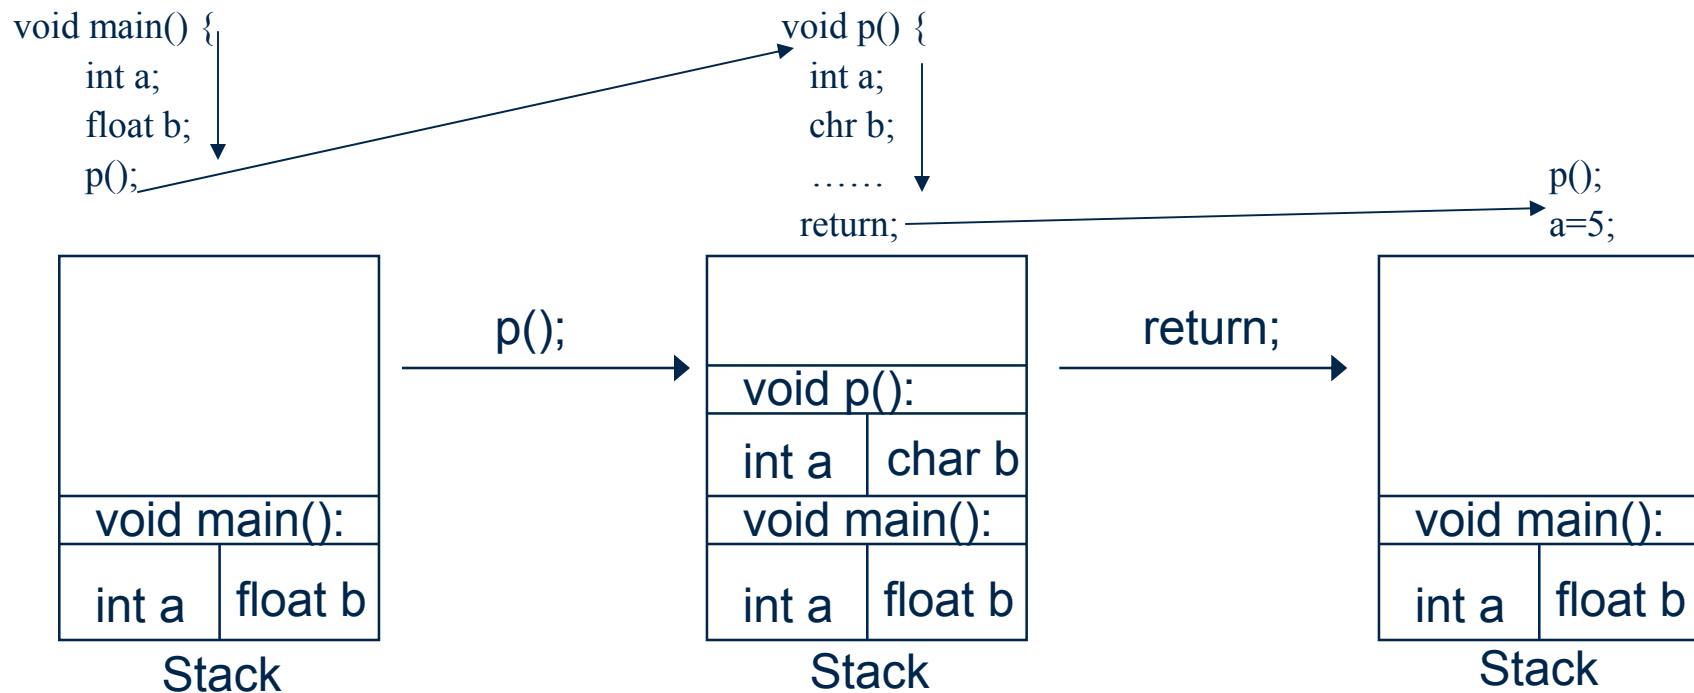 void main() {
int a;
float b;
p();
void p() {
int a;
chr b;
……
return;
p();
a=5;
p();
return;
void main():
int a
float b
Stack
void p():
int a
char b
void main():
int a
float b
Stack
void main():
int a
float b
Stack